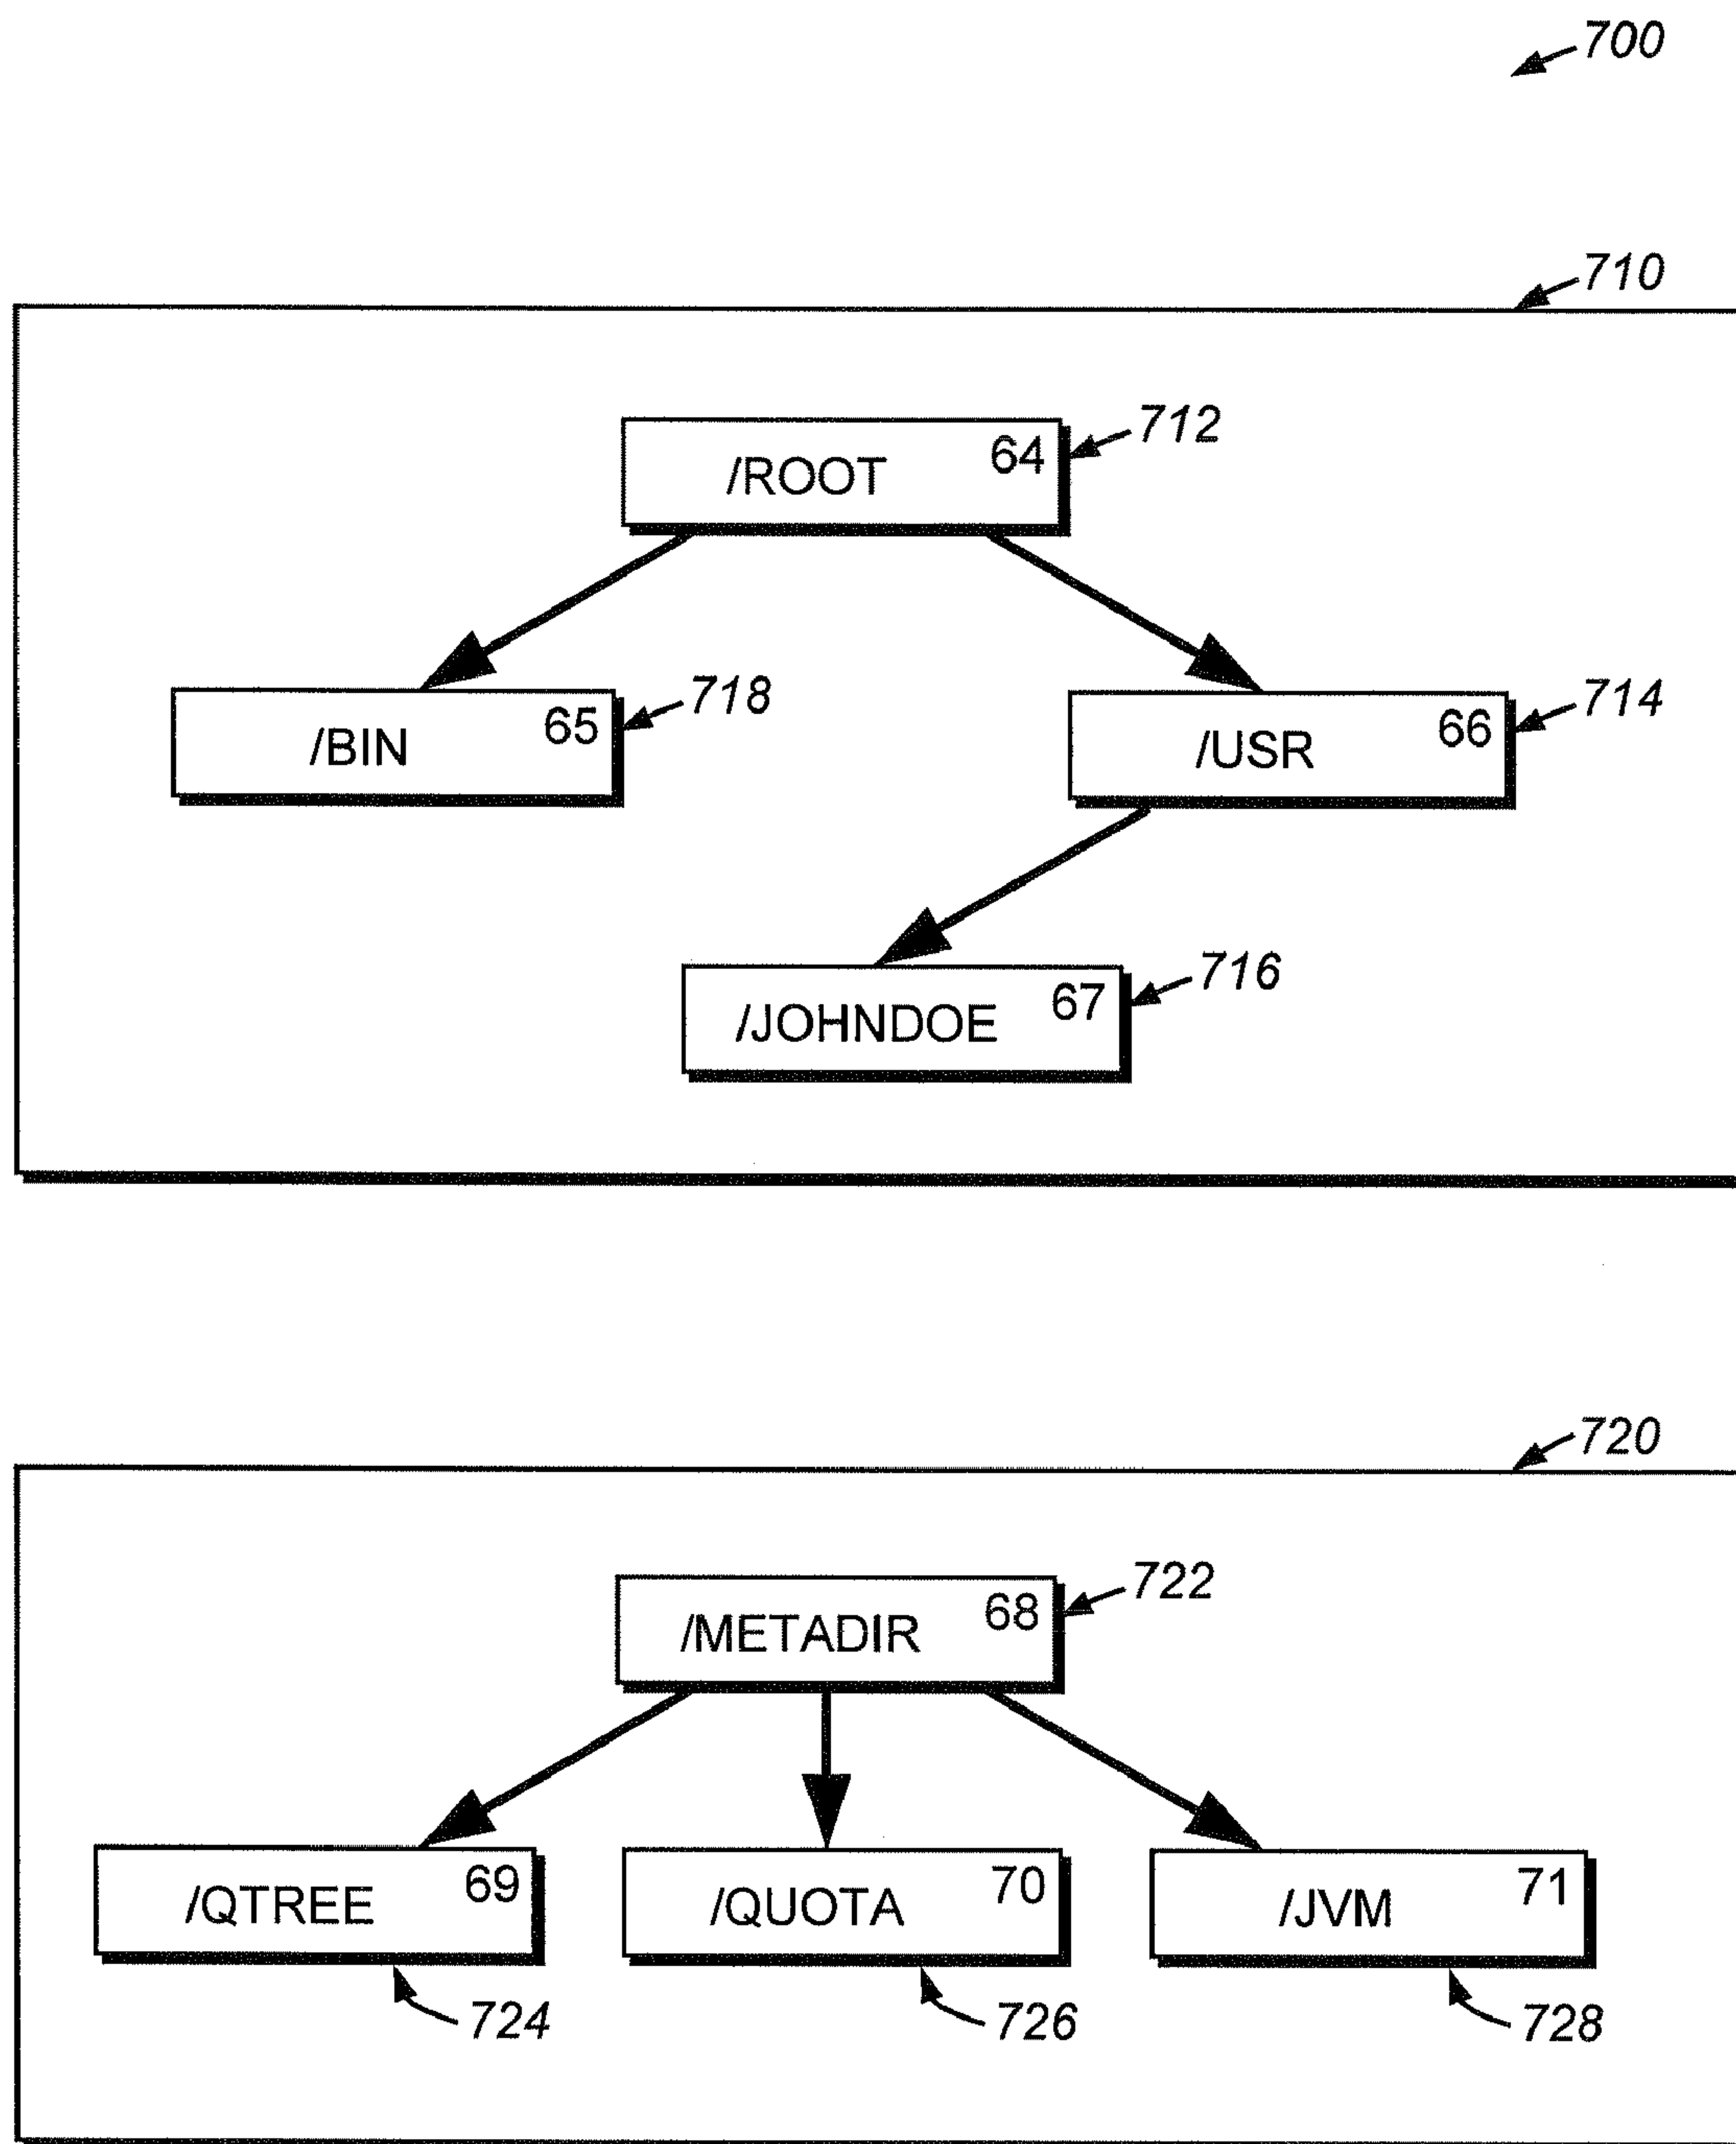 700
710
/ROOT 64 712
/BIN 65 718
/USR 66 714
/JOHNDOE 67 716
720
/METADIR 68 722
/QTREE 69
/QUOTA 70
/JVM 71
724 726 728